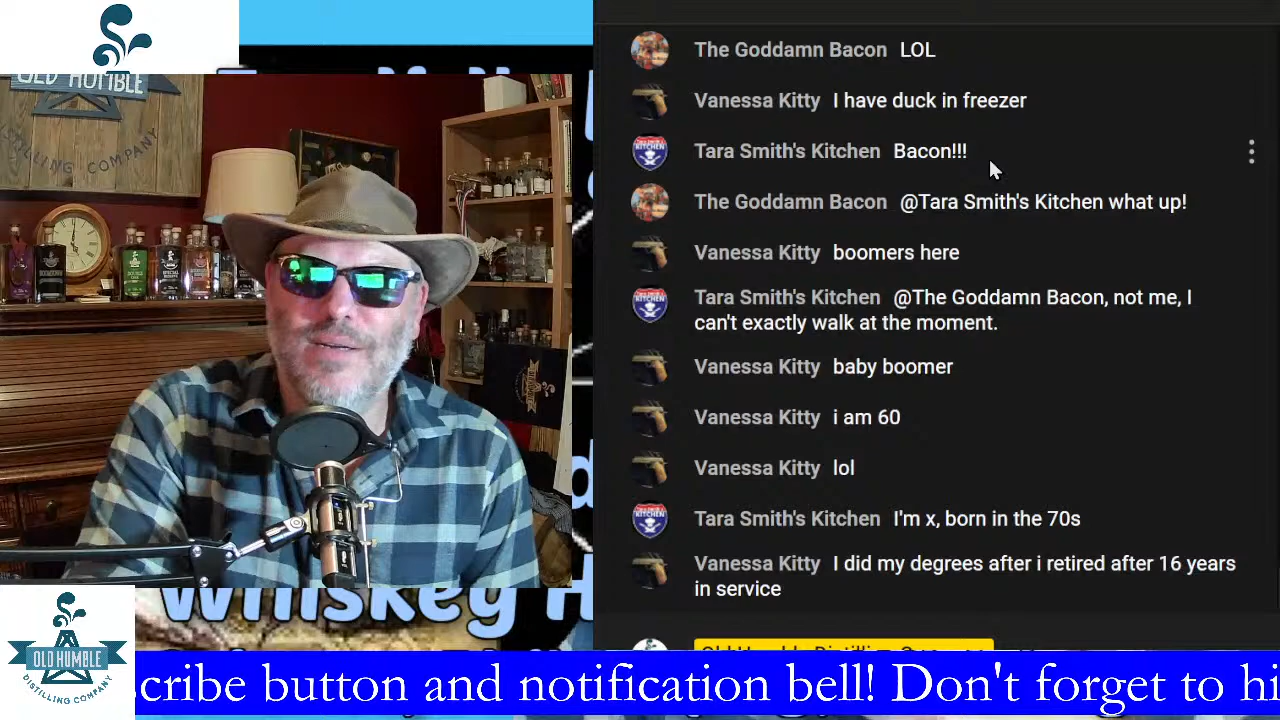 OLD HUMBLE
DISTILLING COMPANY
The Goddamn Bacon LOL
Vanessa Kitty I have duck in freezer
Tara Smith's Kitchen Bacon!!!
The Goddamn Bacon @Tara Smith's Kitchen what up!
Vanessa Kitty boomers here
Tara Smith's Kitchen @The Goddamn Bacon, not me, I
can't exactly walk at the moment.
Vanessa Kitty baby boomer
Vanessa Kitty i am 60
Vanessa Kitty lol
Tara Smith's Kitchen I'm x, born in the 70s
Vanessa Kitty I did my degrees after i retired after 16 years
in service
Whiskey H
OLD HUMBLE
DISTILLING COMPANY
scribe button and notification bell! Don't forget to hi